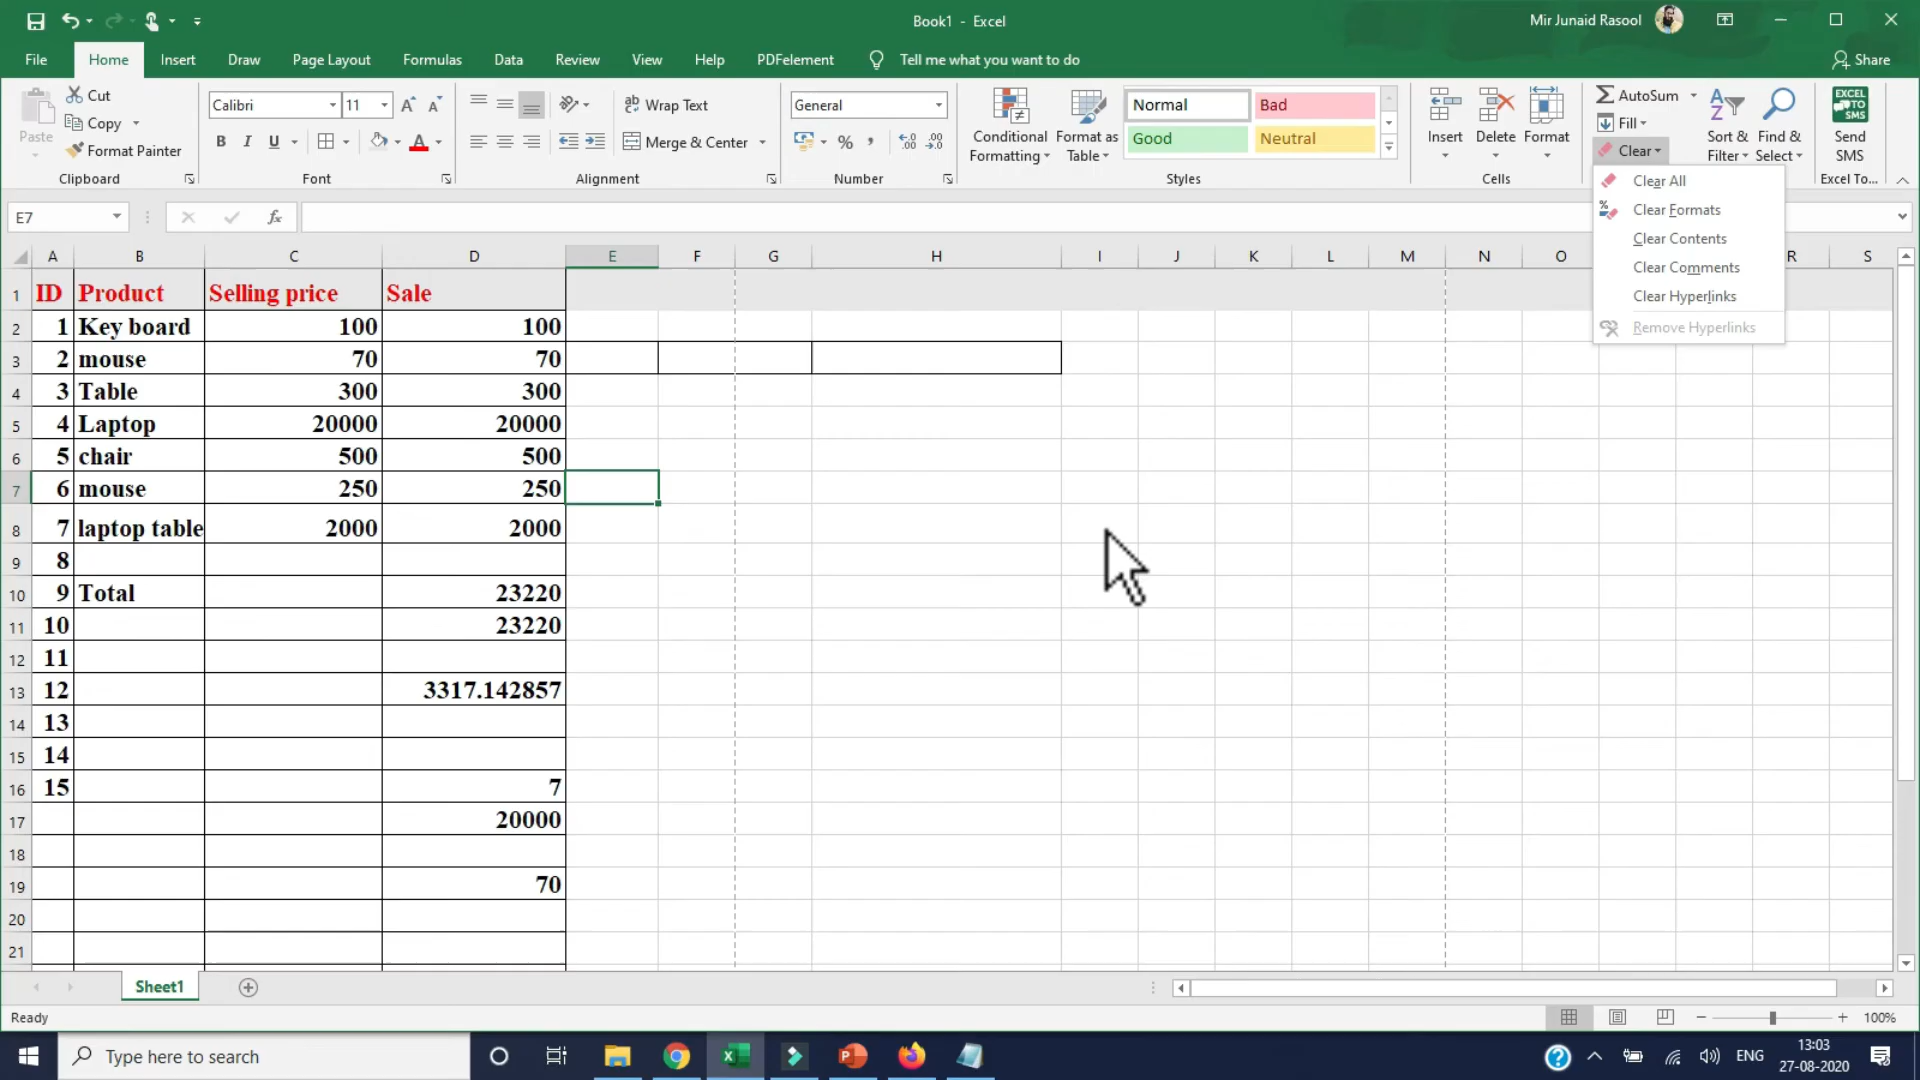 Book1 - Excel
Mir Junaid Rasool
File Home Insert Draw Page Layout Formulas Data Review View Help PDFelement Tell me what you want to do Share
Paste
Cut
Copy
Format Painter
Clipboard
Calibri 11
B I U
Font
Wrap Text
Merge & Center
Alignment
General
%
Number
Conditional Formatting
Format as Table
Normal Bad
Good Neutral
Styles
Insert Delete Format
Cells
AutoSum
Fill
Clear
Sort & Filter
Find & Select
EXCEL TO SMS
Send SMS
Excel To...
Clear All
Clear Formats
Clear Contents
Clear Comments
Clear Hyperlinks
Remove Hyperlinks
E7 fx
A B C D E F G H I J K L M N O R S
1 ID Product Selling price Sale
2 1 Key board 100 100
3 2 mouse 70 70
4 3 Table 300 300
5 4 Laptop 20000 20000
6 5 chair 500 500
7 6 mouse 250 250
8 7 laptop table 2000 2000
9 8
10 9 Total 23220
11 10 23220
12 11
13 12 3317.142857
14 13
15 14
16 15 7
17 20000
18
19 70
20
21
Sheet1
Ready 100%
Type here to search
ENG
13:03
27-08-2020